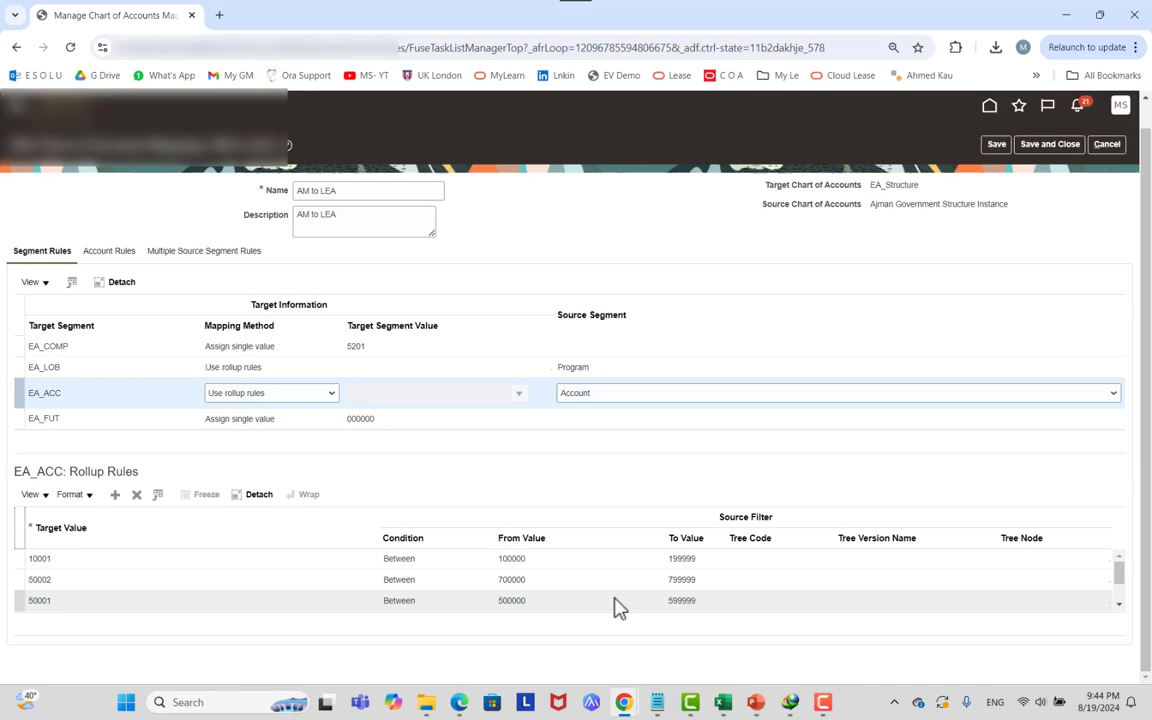 Manage Chart of Accounts Map
es/FuseTaskListManagerTop?_afrLoop=120967855948066​75&_adf.ctrl-state=11b2dakhje_578
M
Relaunch to update
E S O L U
G Drive
What's App
My GM
Ora Support
MS- YT
UK London
MyLearn
Lnkin
EV Demo
Lease
C O A
My Le
Cloud Lease
Ahmed Kau
All Bookmarks
21
MS
Save
Save and Close
Cancel
* Name AM to LEA
Target Chart of Accounts EA_Structure
Description AM to LEA
Source Chart of Accounts Ajman Government Structure Instance
Segment Rules Account Rules Multiple Source Segment Rules
View Detach
Target Information
Source Segment
Target Segment Mapping Method Target Segment Value
EA_COMP Assign single value 5201
EA_LOB Use rollup rules Program
EA_ACC Use rollup rules Account
EA_FUT Assign single value 000000
EA_ACC: Rollup Rules
View Format Freeze Detach Wrap
Source Filter
* Target Value
Condition From Value To Value Tree Code Tree Version Name Tree Node
10001 Between 100000 199999
50002 Between 700000 799999
50001 Between 500000 599999
40°
Search
ENG
9:44 PM
8/19/2024